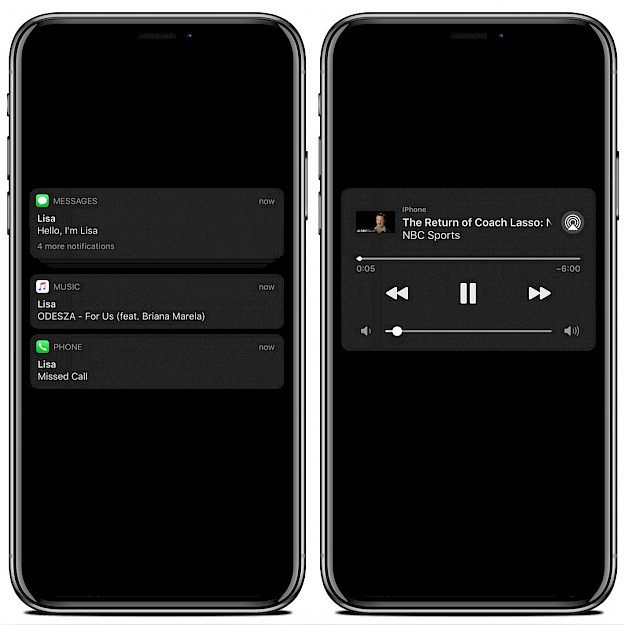 MESSAGES now
Lisa
Hello, I'm Lisa
4 more notifications
MUSIC now
Lisa
ODESZA - For Us (feat. Briana Marela)
PHONE now
Lisa
Missed Call
iPhone
The Return of Coach Lasso: N
NBC Sports
0:05 -6:00